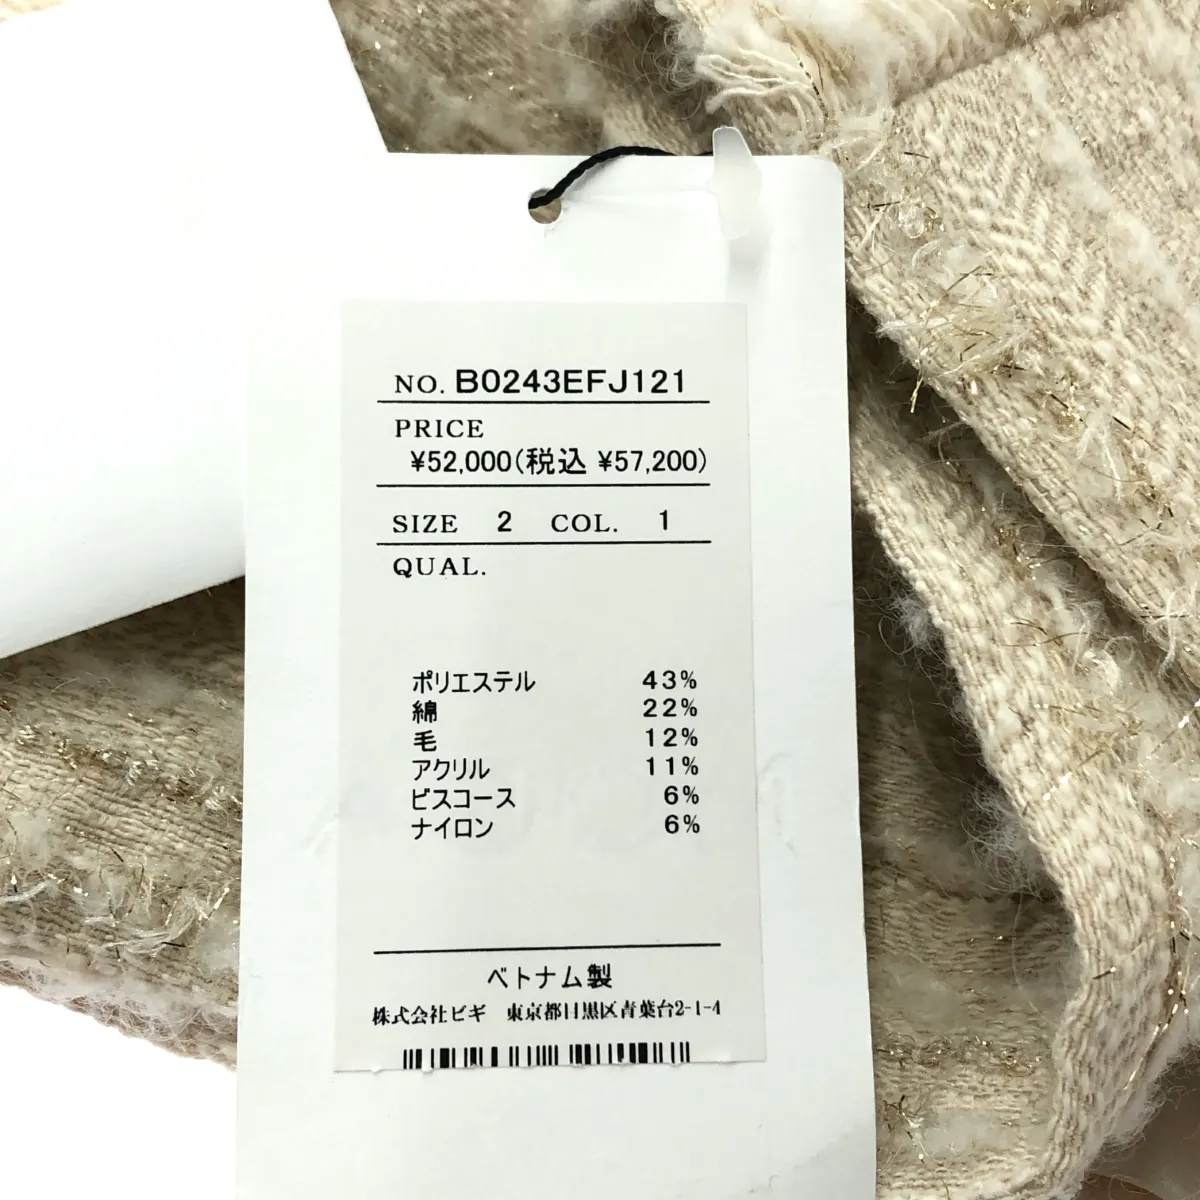 NO. B0243EFJ121
PRICE
¥52,000(税込 ¥57,200)
SIZE 2 COL. 1
QUAL.
ポリエステル 43%
綿 22%
毛 12%
アクリル 11%
ビスコース 6%
ナイロン 6%
ベトナム製
株式会社ビギ 東京都目黒区青葉台2-1-4